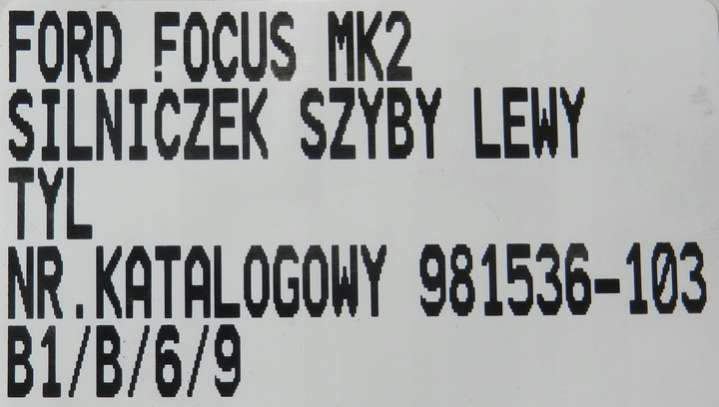 FORD FOCUS MK2
SILNICZEK SZYBY LEWY
TYL
NR.KATALOGOWY 981536-103
B1/B/6/9